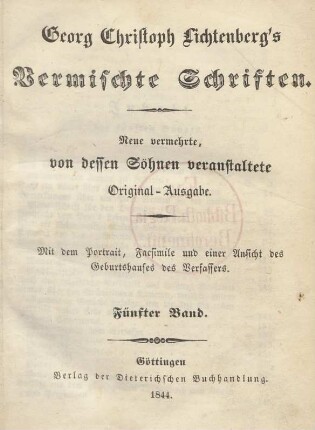 Georg Christoph Lichtenberg's
Vermischte Schriften.
Neue vermehrte,
von dessen Söhnen veranstaltete
Original-Ausgabe.
Mit dem Portrait, Facsimile und einer Ansicht des
Geburtshauses des Verfassers.
Fünfter Band.
Göttingen
Verlag der Dieterichschen Buchhandlung.
1844.